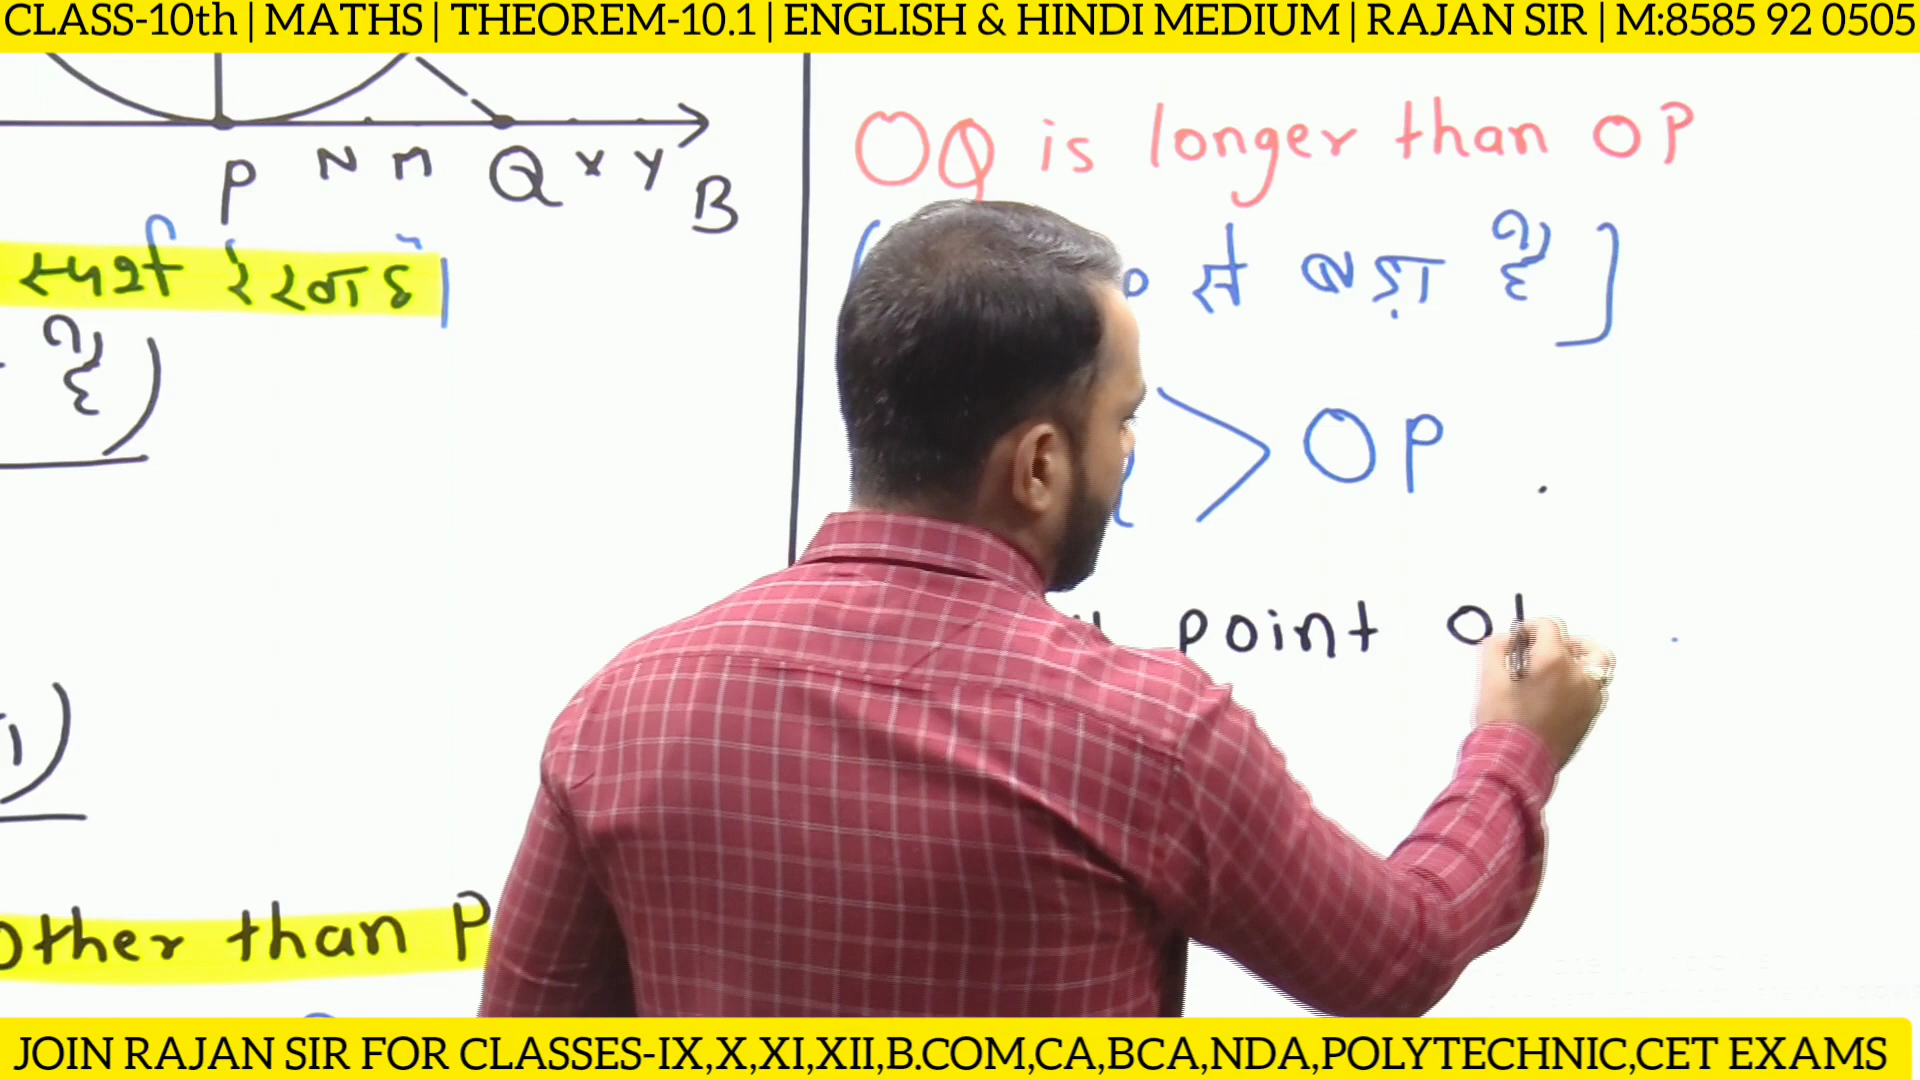 CLASS-10th | MATHS | THEOREM-10.1 | ENGLISH & HINDI MEDIUM | RAJAN SIR | M:8585 92 0505
P N M Q X Y B
स्पर्श रेखा है
है)
Other than P
OQ is longer than OP
से बड़ा है]
> OP
point
JOIN RAJAN SIR FOR CLASSES-IX,X,XI,XII,B.COM,CA,BCA,NDA,POLYTECHNIC,CET EXAMS